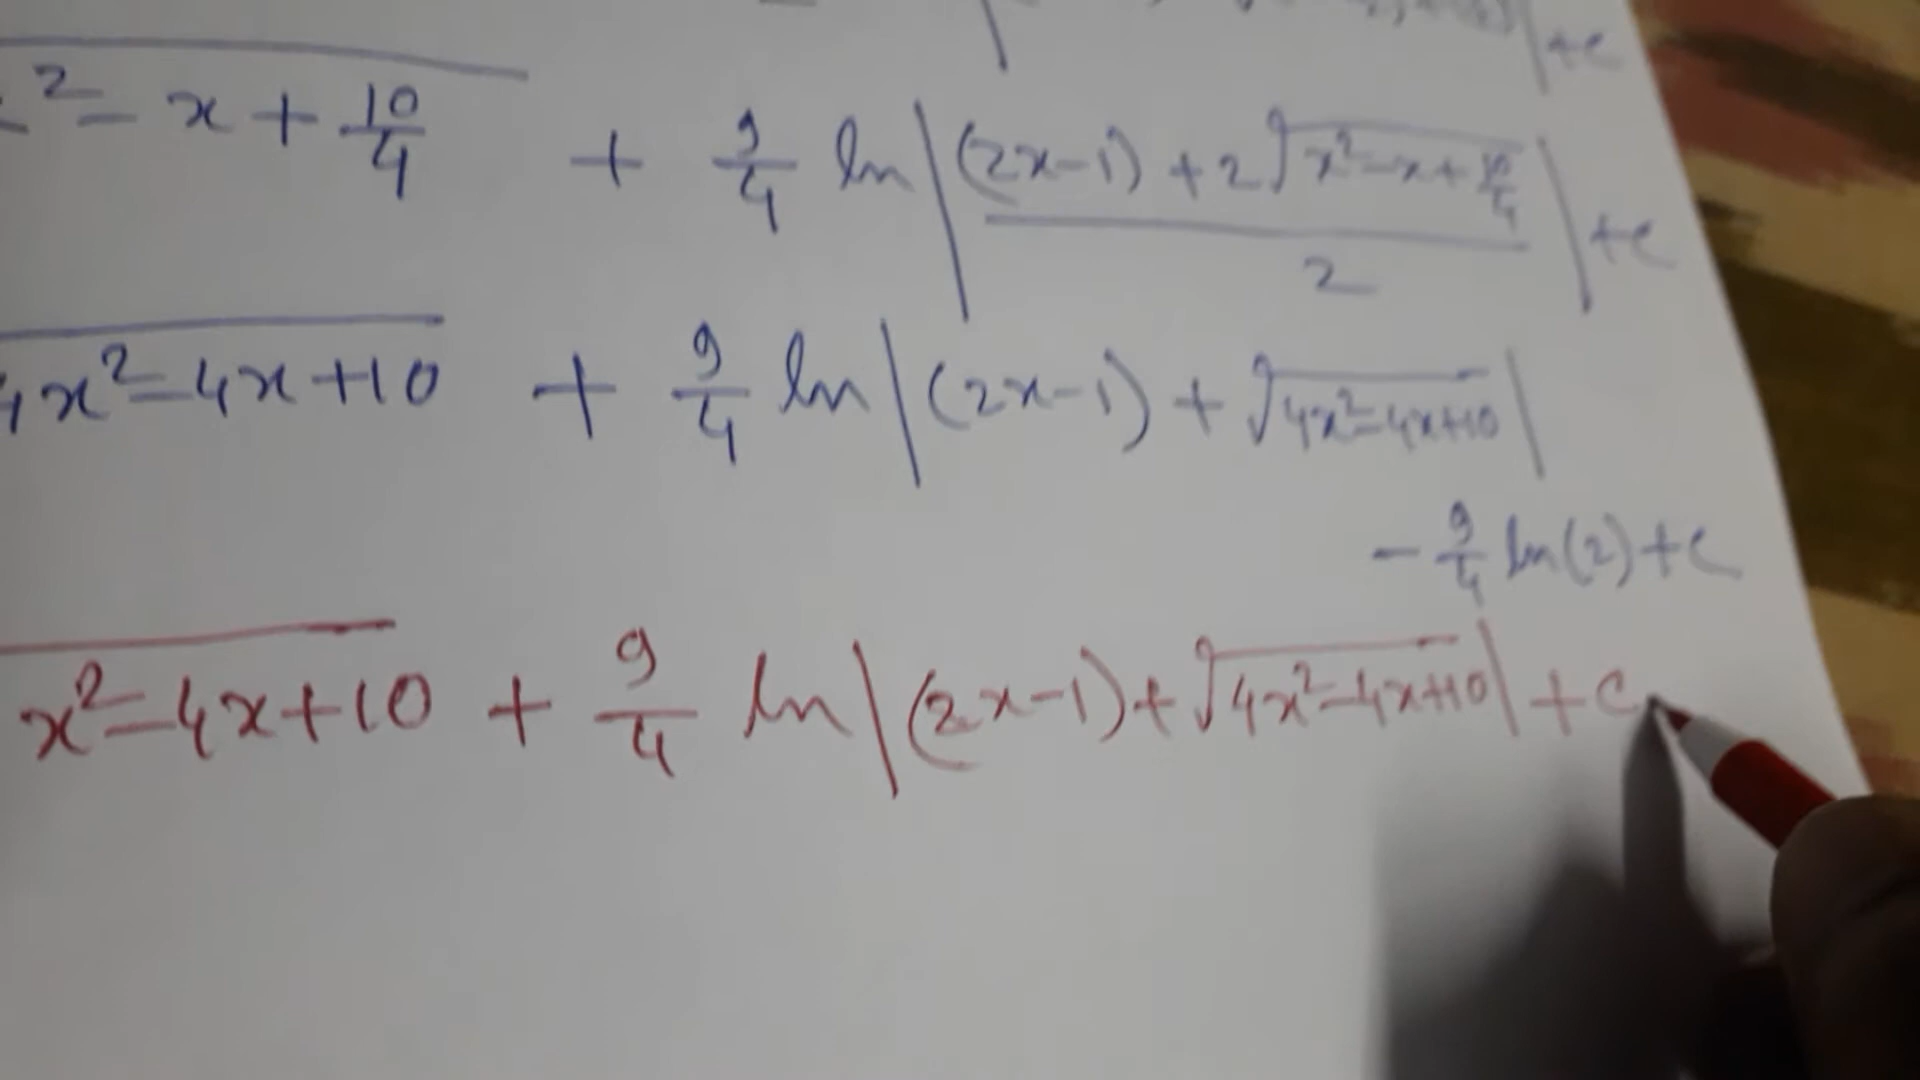 +c
² - x + 10/4 + 9/4 ln |((2x-1) + 2√(x² - x + 10/4))/2| + c
4x² - 4x + 10 + 9/4 ln |(2x-1) + √(4x² - 4x + 10)|
- 9/4 ln(2) + c
x² - 4x + 10 + 9/4 ln |(2x-1) + √(4x² - 4x + 10)| + c